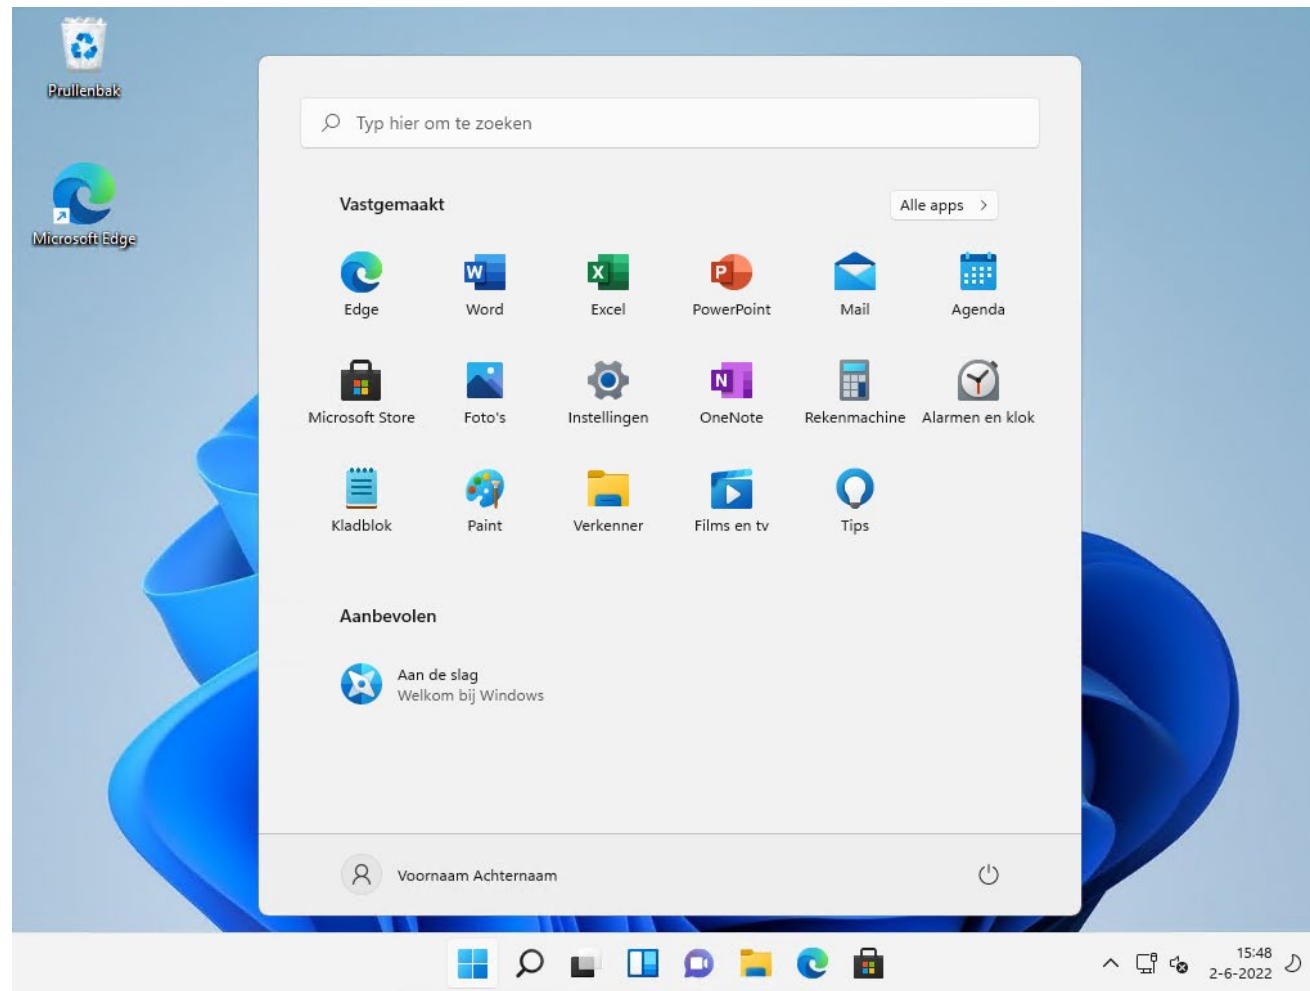 Prullenbak
Microsoft Edge
Typ hier om te zoeken
Vastgemaakt
Alle apps
Edge
Word
Excel
PowerPoint
Mail
Agenda
Microsoft Store
Foto's
Instellingen
OneNote
Rekenmachine
Alarmen en klok
Kladblok
Paint
Verkenner
Films en tv
Tips
Aanbevolen
Aan de slag
Welkom bij Windows
Voornaam Achternaam
15:48
2-6-2022